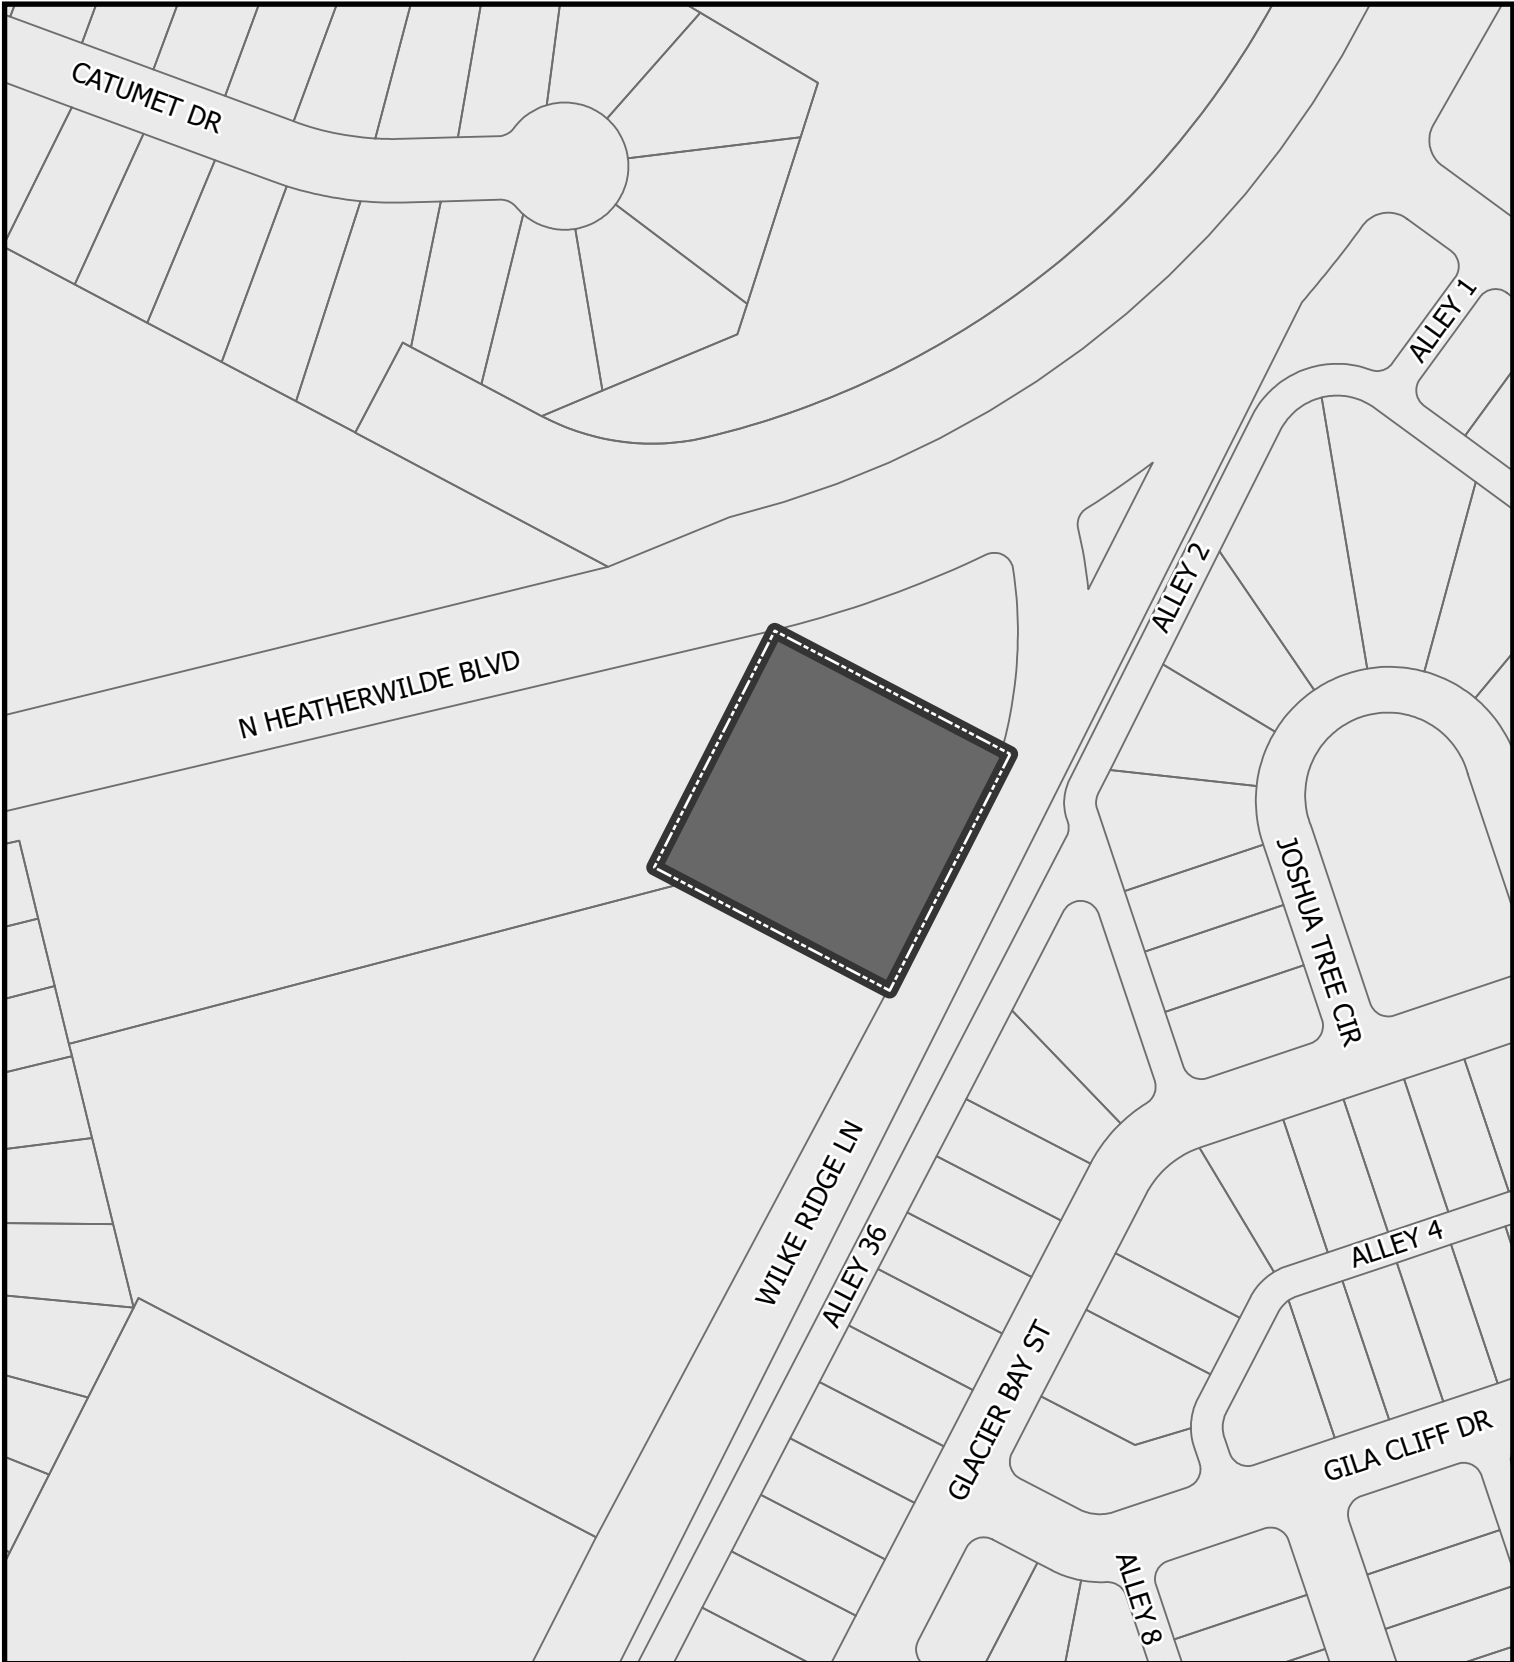 CATUMET DR
ALLEY 1
ALLEY 2
N HEATHERWILDE BLVD
JOSHUA TREE CIR
WILKE RIDGE LN
ALLEY 36
ALLEY 4
GLACIER BAY ST
GILA CLIFF DR
ALLEY 8